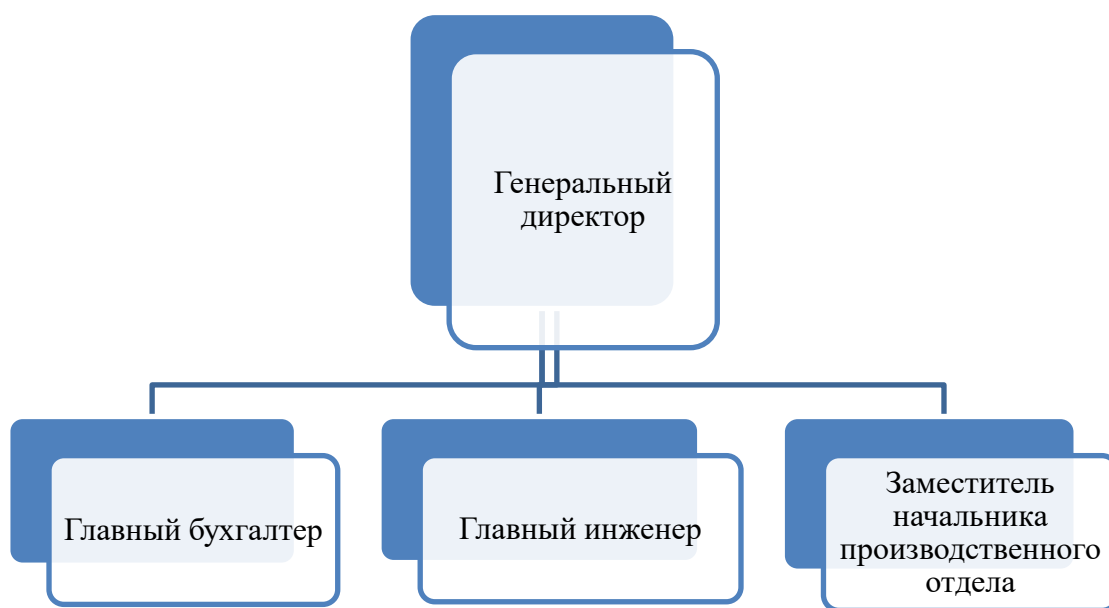 Генеральный
директор
Главный бухгалтер
Главный инженер
Заместитель
начальника
производственного
отдела